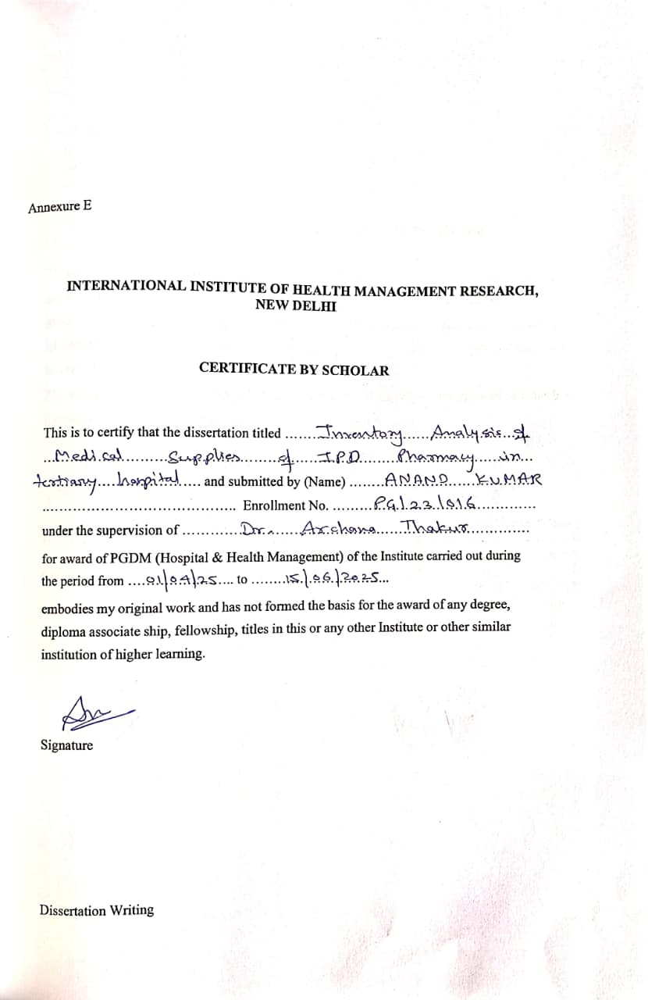 Annexure E
INTERNATIONAL INSTITUTE OF HEALTH MANAGEMENT RESEARCH,
NEW DELHI
CERTIFICATE BY SCHOLAR
This is to certify that the dissertation titled .......Inventory......Analysis..of
...Medical.........Supplies........of......I.P.D........Pharmacy......in...
tertiary....hospital..... and submitted by (Name) ........ANAND......KUMAR
.......................................... Enrollment No. .........PG/23/016.............
under the supervision of ............Dr.......Archana......Thakur..............
for award of PGDM (Hospital & Health Management) of the Institute carried out during
the period from ....01/04/25.... to ........15/06/2025...
embodies my original work and has not formed the basis for the award of any degree,
diploma associate ship, fellowship, titles in this or any other Institute or other similar
institution of higher learning.
Signature
Dissertation Writing